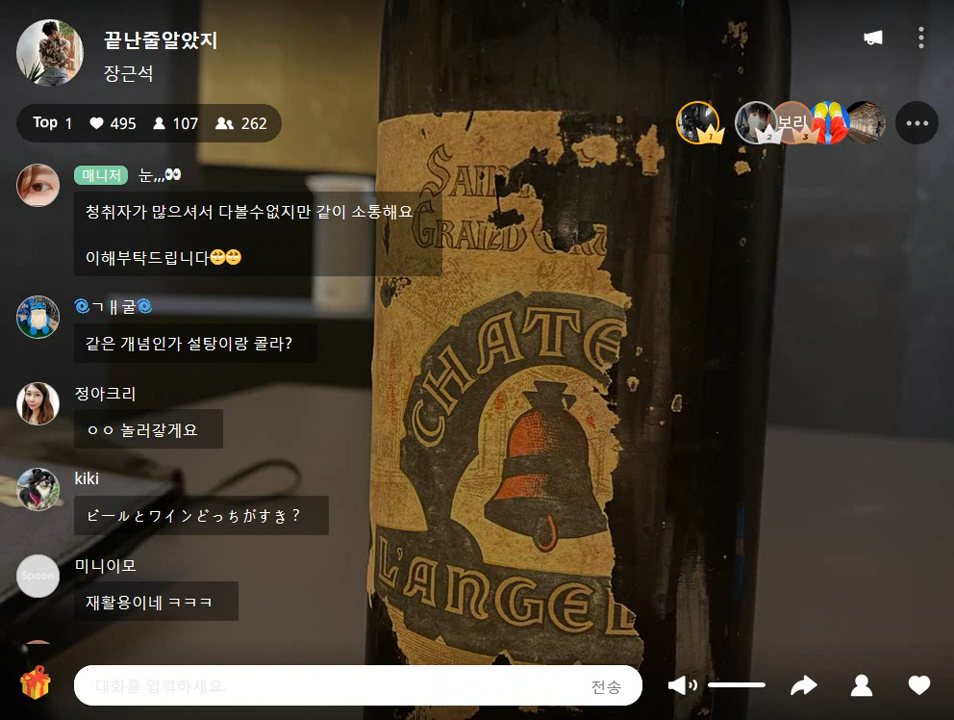 끝난줄알았지
장근석
Top 1 495 107 262
1 2 보리 3
매니저 눈,,,👀
청취자가 많으셔서 다볼수없지만 같이 소통해요
이해부탁드립니다🙄🙄
🌀ㄱㅐ굴🌀
같은 개념인가 설탕이랑 콜라?
정아크리
ㅇㅇ 놀러갈게요
kiki
ビールとワインどっちがすき？
Spoon
미니이모
재활용이네 ㅋㅋㅋ
대화를 입력하세요.
전송
CHATE
L'ANGEL